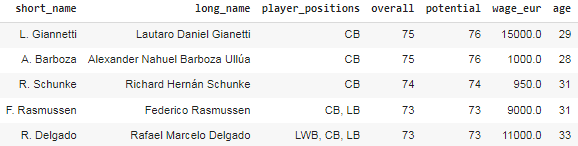 short_name long_name player_positions overall potential wage_eur age
L. Giannetti Lautaro Daniel Gianetti CB 75 76 15000.0 29
A. Barboza Alexander Nahuel Barboza Ullúa CB 75 76 1000.0 28
R. Schunke Richard Hernán Schunke CB 74 74 950.0 31
F. Rasmussen Federico Rasmussen CB, LB 73 73 9000.0 31
R. Delgado Rafael Marcelo Delgado LWB, CB, LB 73 73 11000.0 33